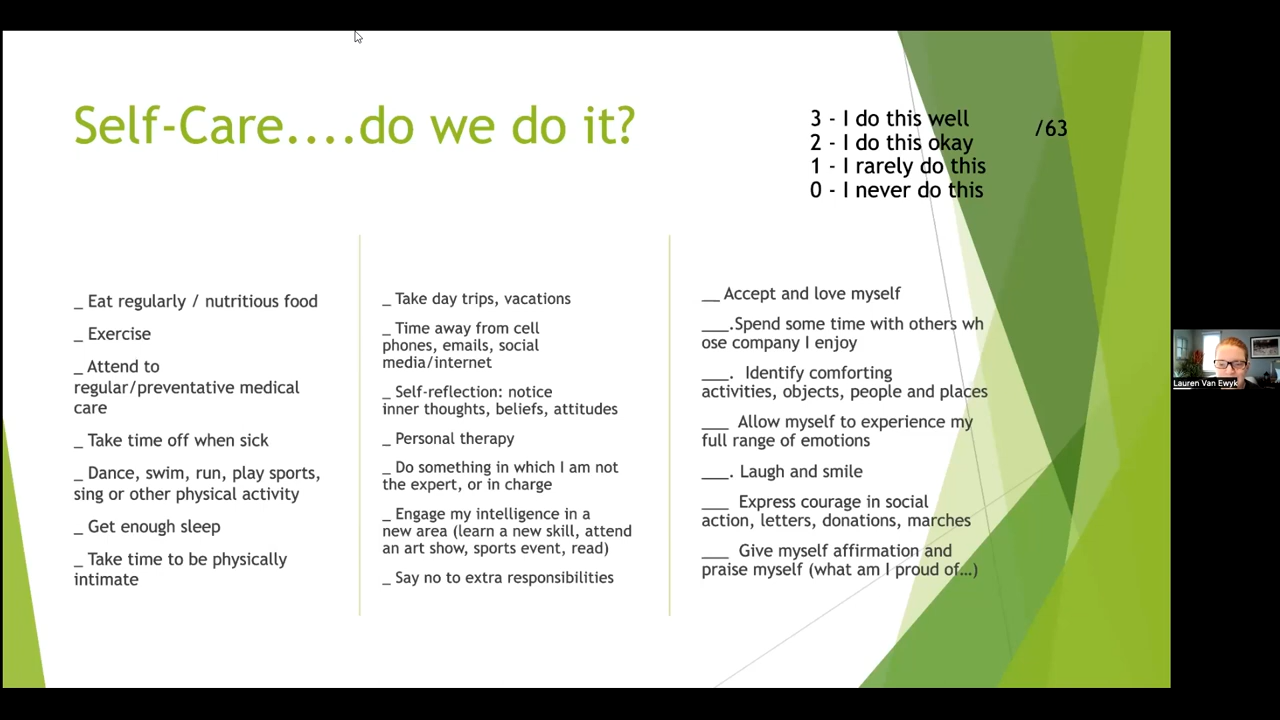 Self-Care....do we do it?
3 - I do this well
2 - I do this okay
1 - I rarely do this
0 - I never do this
/63
_ Eat regularly / nutritious food
_ Exercise
_ Attend to
regular/preventative medical
care
_ Take time off when sick
_ Dance, swim, run, play sports,
sing or other physical activity
_ Get enough sleep
_ Take time to be physically
intimate
_ Take day trips, vacations
_ Time away from cell
phones, emails, social
media/internet
_ Self-reflection: notice
inner thoughts, beliefs, attitudes
_ Personal therapy
_ Do something in which I am not
the expert, or in charge
_ Engage my intelligence in a
new area (learn a new skill, attend
an art show, sports event, read)
_ Say no to extra responsibilities
__ Accept and love myself
___.Spend some time with others wh
ose company I enjoy
___. Identify comforting
activities, objects, people and places
___ Allow myself to experience my
full range of emotions
___. Laugh and smile
___ Express courage in social
action, letters, donations, marches
___ Give myself affirmation and
praise myself (what am I proud of…)
Lauren Van Ewyk